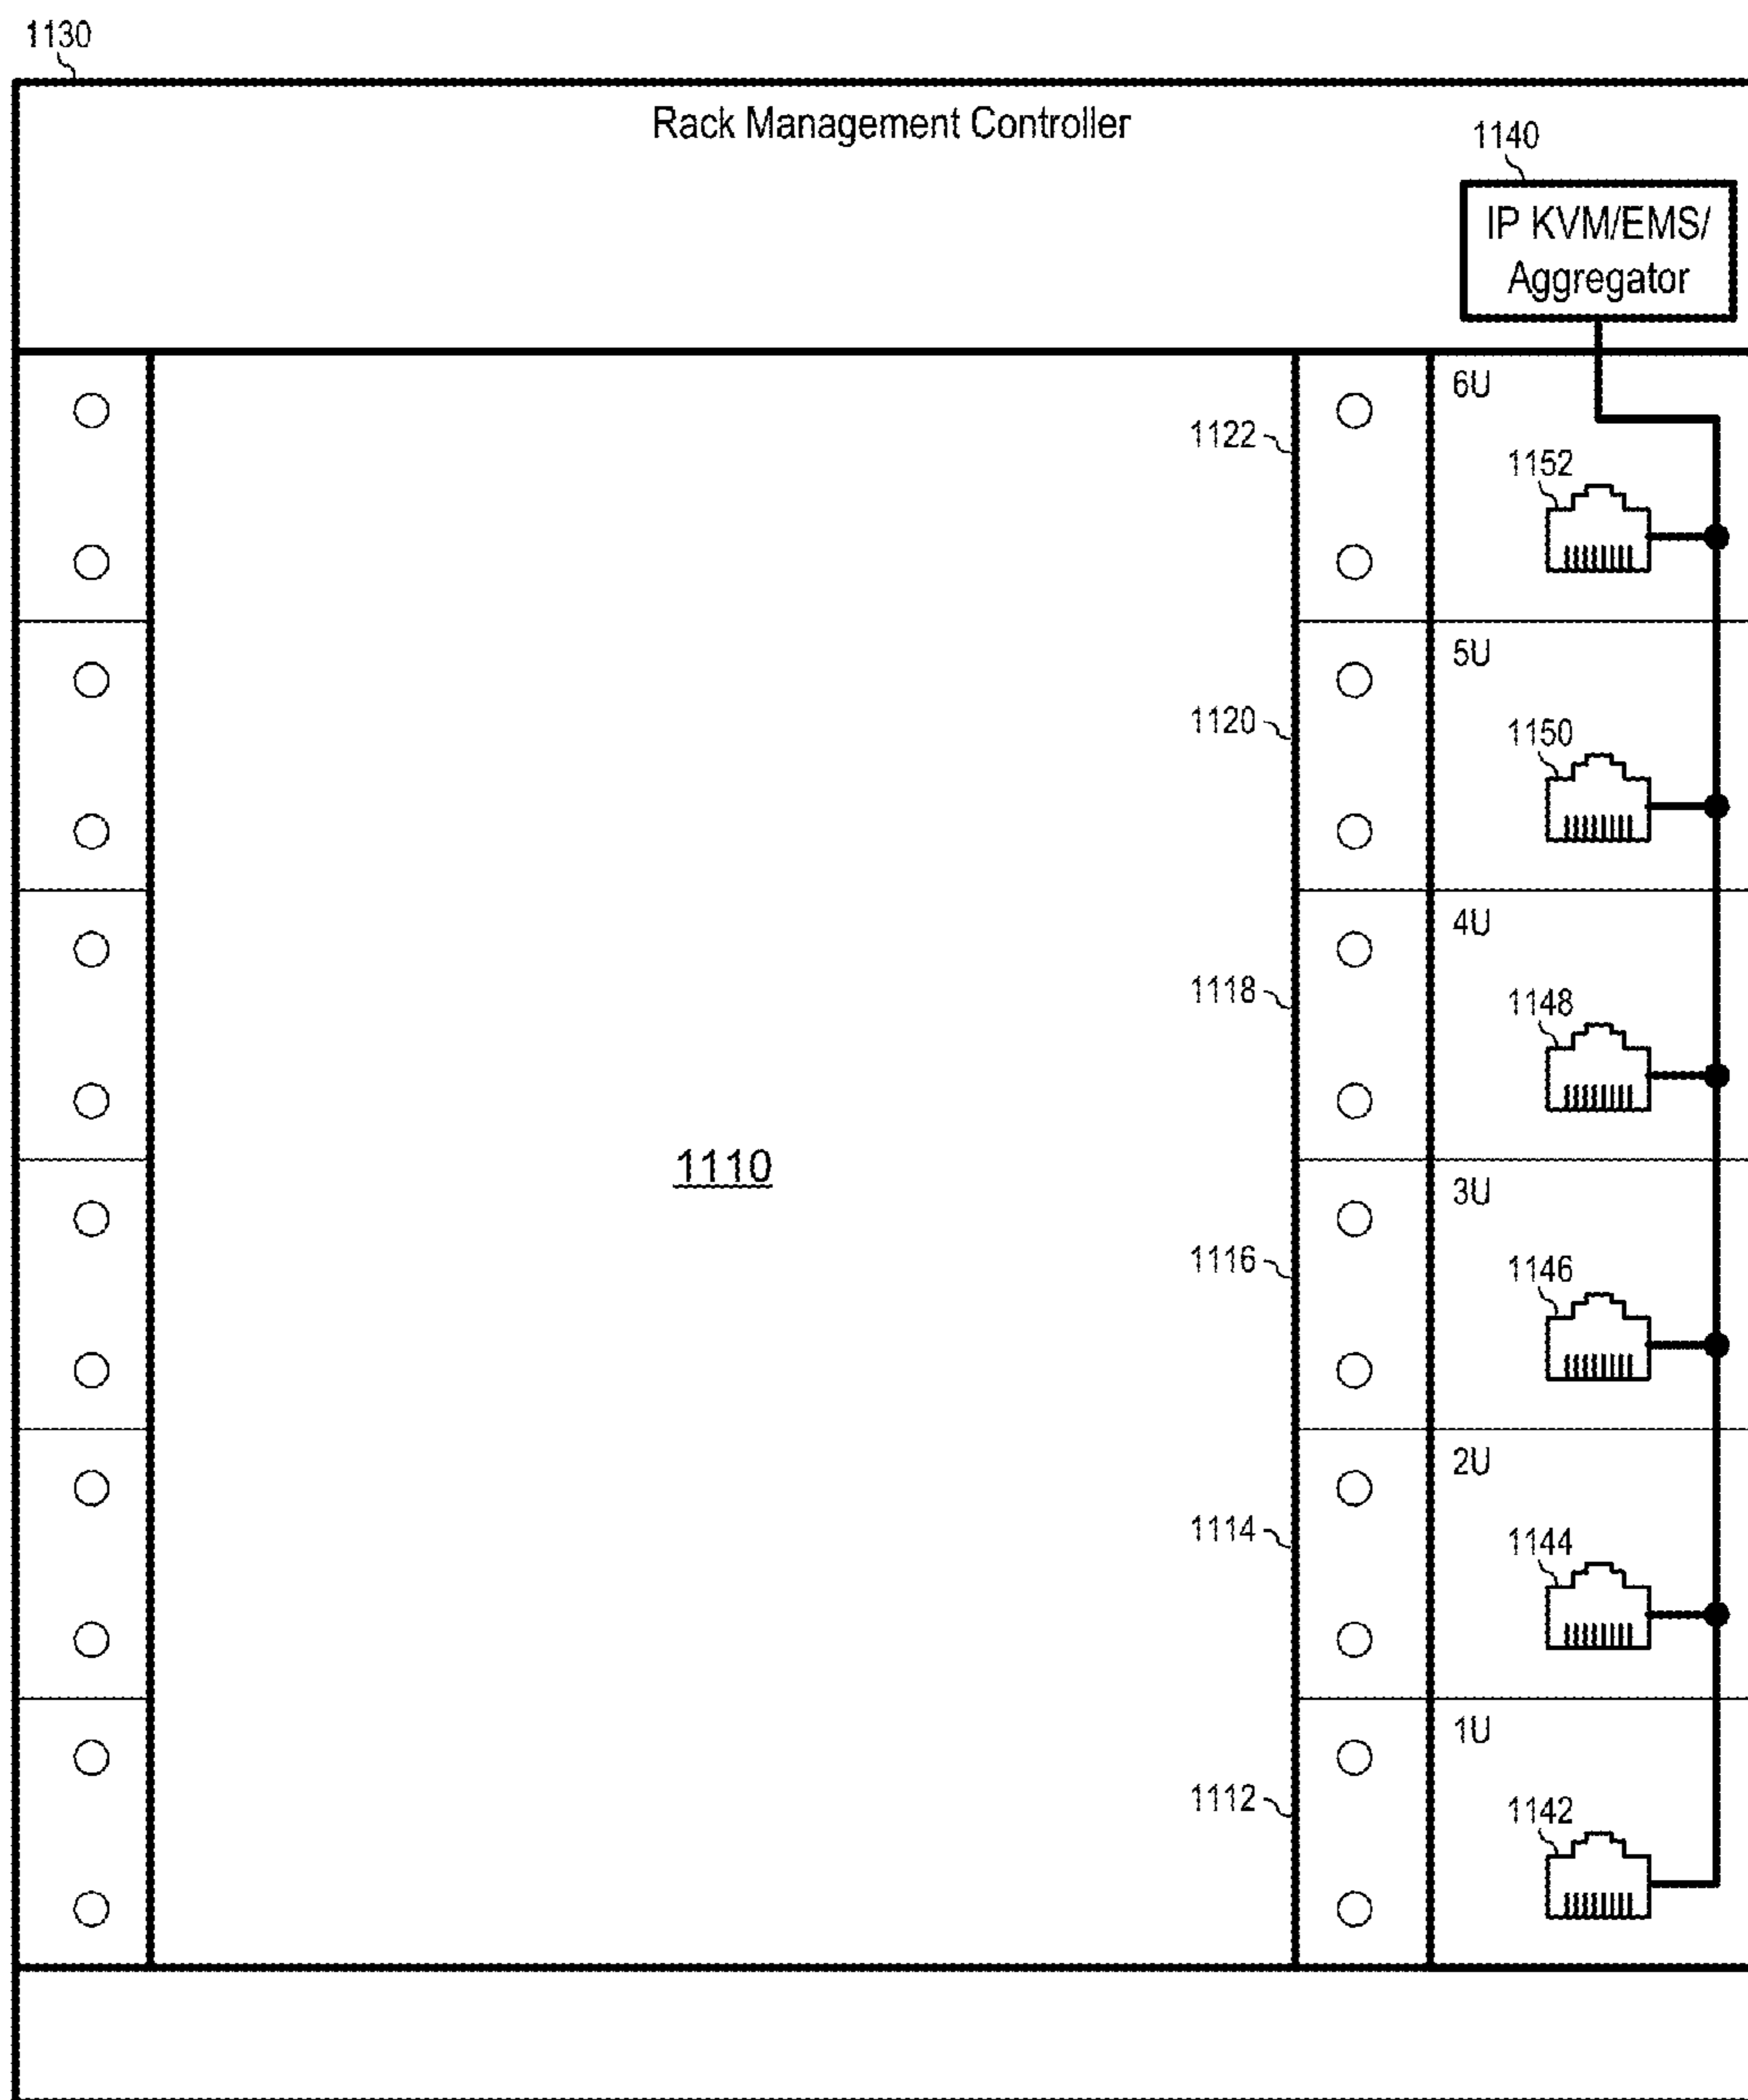 1130
Rack Management Controller
1140
IP KVM/EMS/
Aggregator
6U
1122
1152
5U
1120
1150
4U
1118
1148
1110
3U
1116
1146
2U
1114
1144
1U
1112
1142